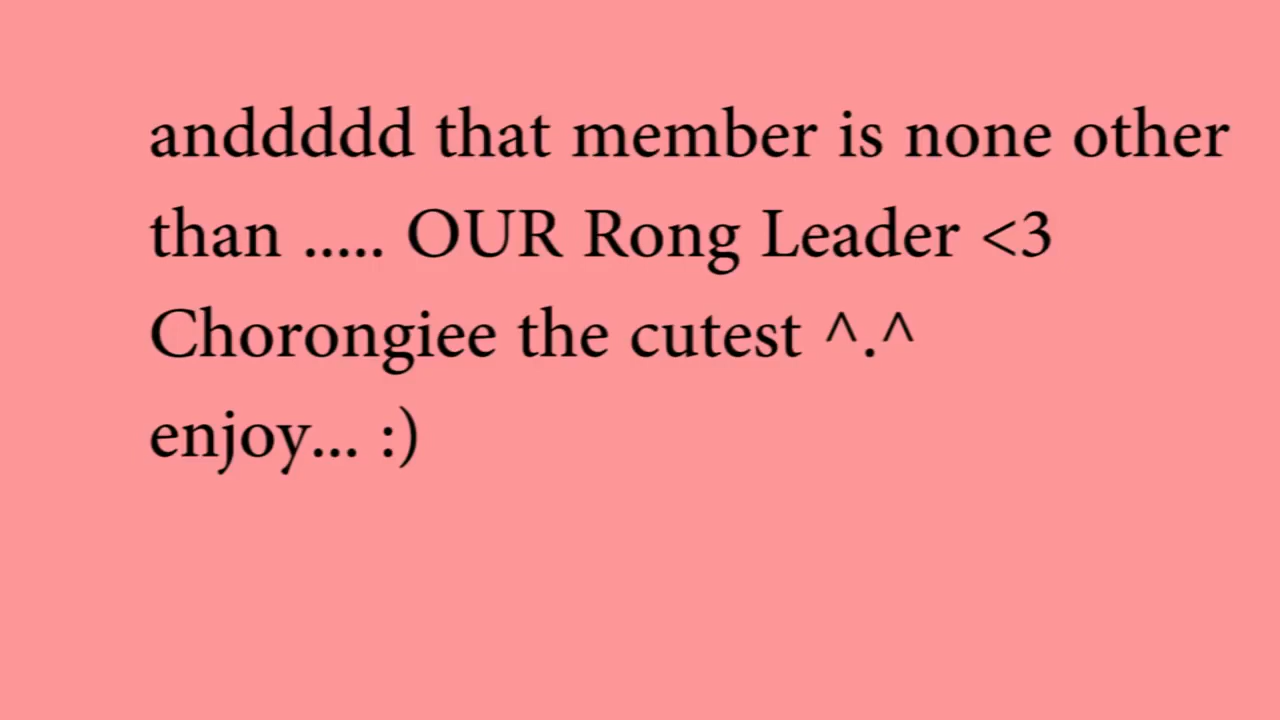 anddddd that member is none other
than ..... OUR Rong Leader <3
Chorongiee the cutest ^.^
enjoy... :)